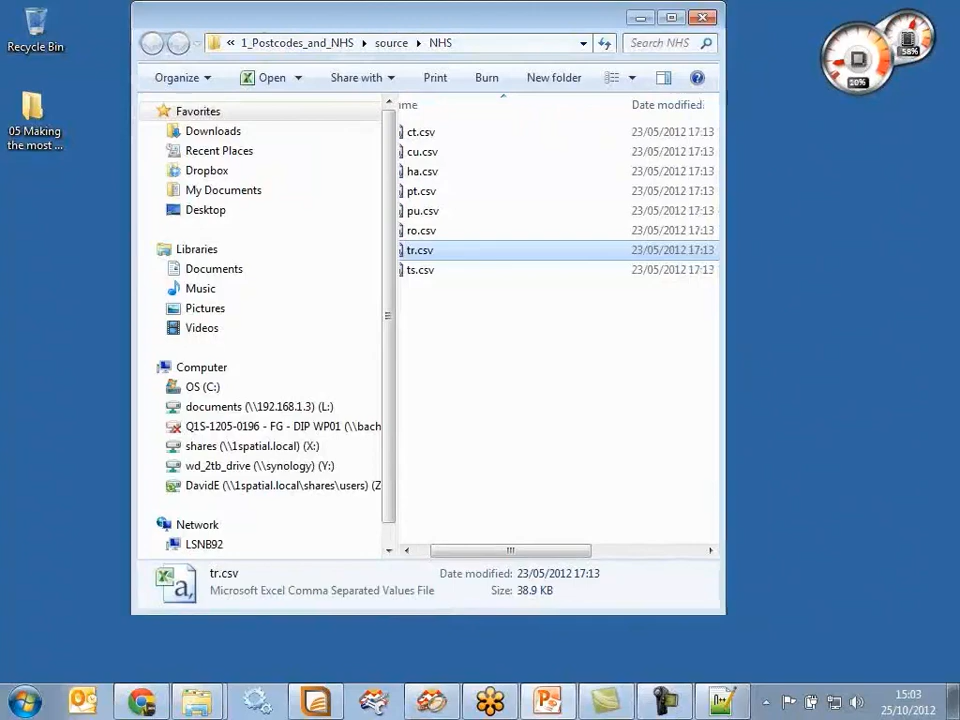 Recycle Bin
05 Making
the most ...
« 1_Postcodes_and_NHS source NHS
Search NHS
Organize Open Share with Print Burn New folder
Favorites
Downloads
Recent Places
Dropbox
My Documents
Desktop
Libraries
Documents
Music
Pictures
Videos
Computer
OS (C:)
documents (\\192.168.1.3) (L:)
Q1S-1205-0196 - FG - DIP WP01 (\\bach
shares (\\1spatial.local) (X:)
wd_2tb_drive (\\synology) (Y:)
DavidE (\\1spatial.local\shares\users) (Z
Network
LSNB92
ame Date modified
ct.csv 23/05/2012 17:13
cu.csv 23/05/2012 17:13
ha.csv 23/05/2012 17:13
pt.csv 23/05/2012 17:13
pu.csv 23/05/2012 17:13
ro.csv 23/05/2012 17:13
tr.csv 23/05/2012 17:13
ts.csv 23/05/2012 17:13
tr.csv Date modified: 23/05/2012 17:13
Microsoft Excel Comma Separated Values File Size: 38.9 KB
58%
10%
15:03
25/10/2012